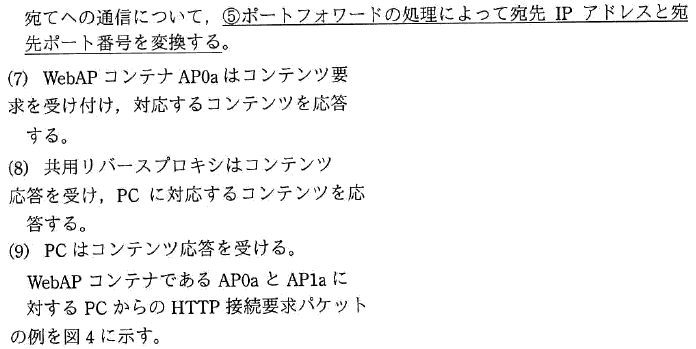 宛てへの通信について，⑤ポートフォワードの処理によって宛先 IP アドレスと宛
先ポート番号を変換する。
(7) WebAP コンテナ AP0a はコンテンツ要
求を受け付け，対応するコンテンツを応答
する。
(8) 共用リバースプロキシはコンテンツ
応答を受け，PC に対応するコンテンツを応
答する。
(9) PC はコンテンツ応答を受ける。
WebAP コンテナである AP0a と AP1a に
対する PC からの HTTP 接続要求パケット
の例を図 4 に示す。